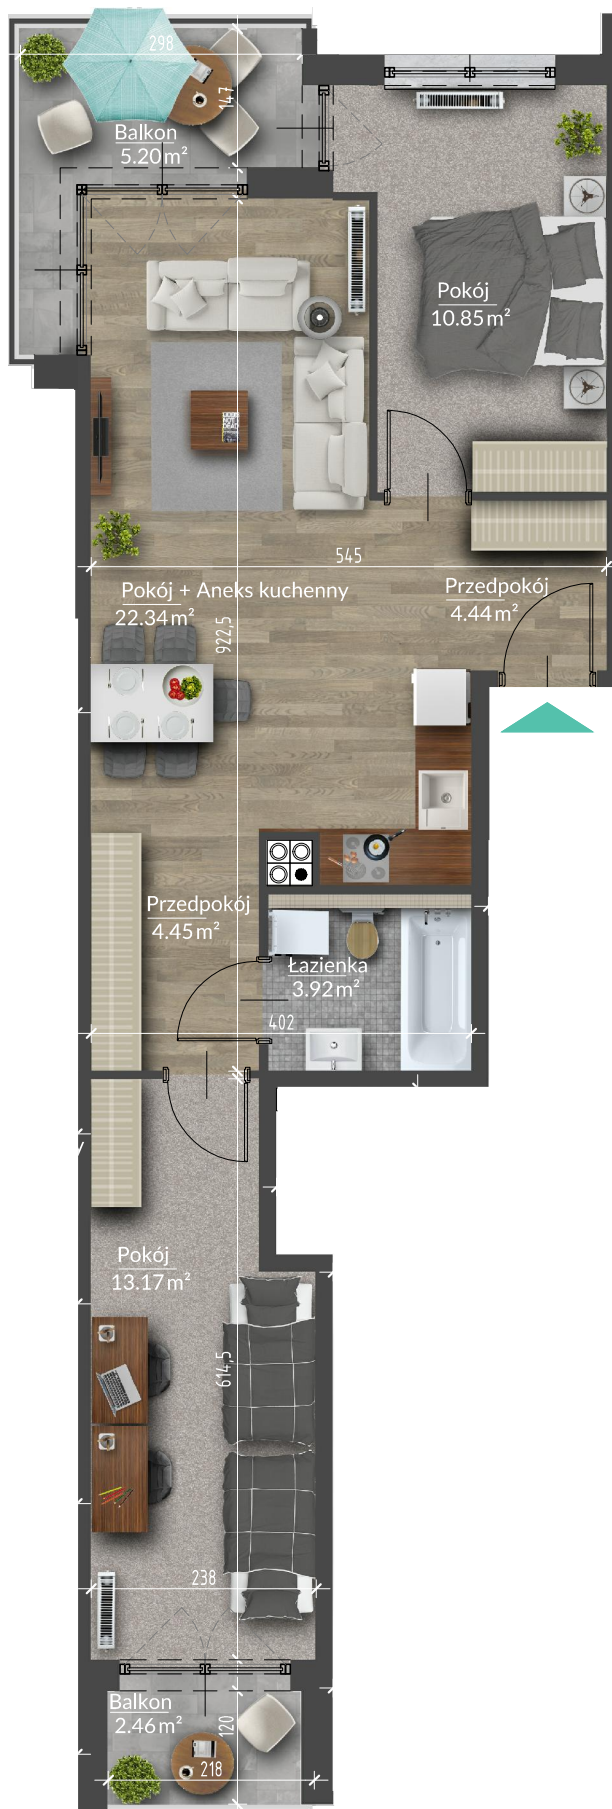 298
147
Balkon
5.20 m²
Pokój
10.85 m²
NOT
DEAD
545
Pokój + Aneks kuchenny
22.34 m²
922,5
Przedpokój
4.44 m²
Przedpokój
4.45 m²
Łazienka
3.92 m²
402
Pokój
13.17 m²
614,5
238
Balkon
2.46 m²
120
218